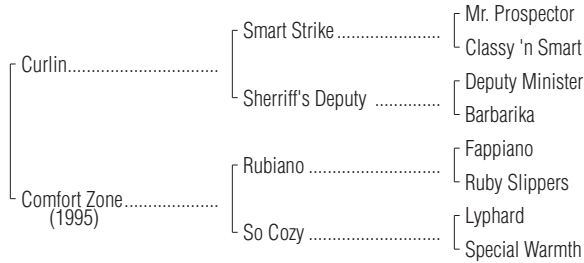 Mr. Prospector
Smart Strike ....................
Classy 'n Smart
Curlin.............................
Deputy Minister
Sherriff's Deputy .............
Barbarika
Fappiano
Rubiano .........................
Ruby Slippers
Comfort Zone..................
(1995)
Lyphard
So Cozy .........................
Special Warmth